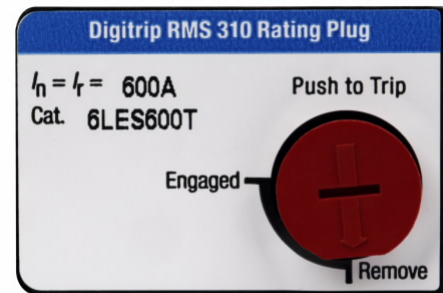 Digitrip RMS 310 Rating Plug
In = Ir = 600A
Cat. 6LES600T
Push to Trip
Engaged
Remove